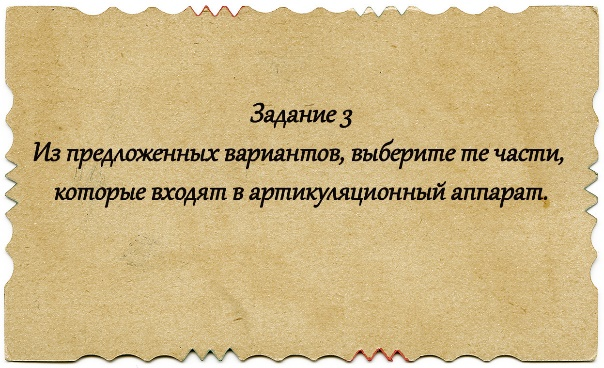 Задание 3
Из предложенных вариантов, выберите те части,
которые входят в артикуляционный аппарат.